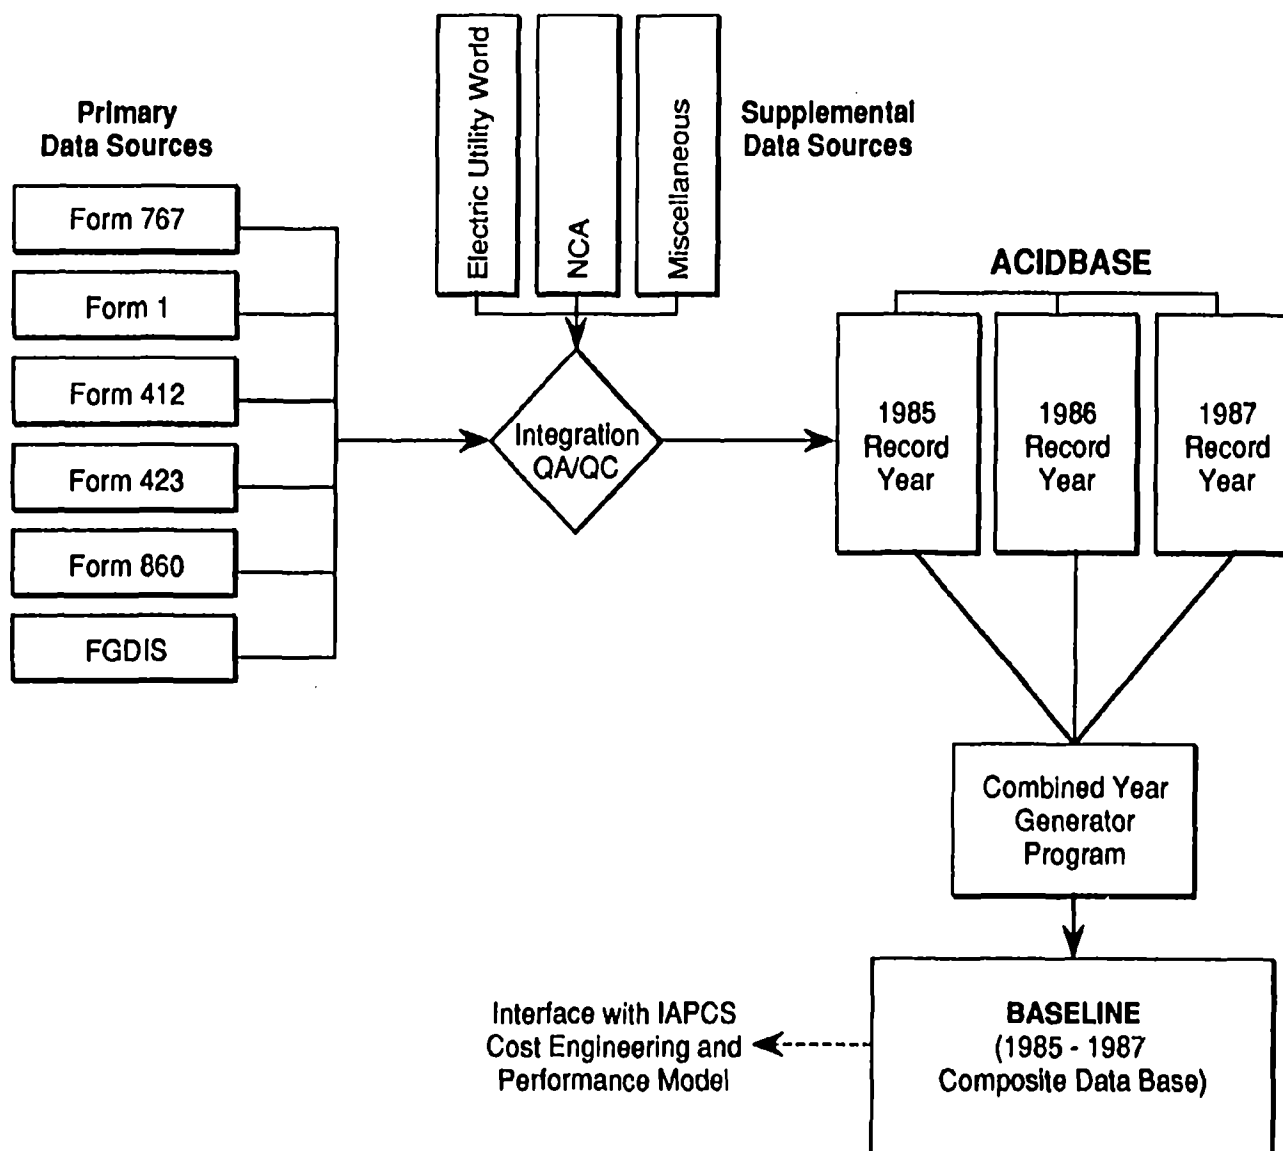 Primary
Data Sources
Form 767
Form 1
Form 412
Form 423
Form 860
FGDIS
Electric Utility World
NCA
Miscellaneous
Supplemental
Data Sources
Integration
QA/QC
ACIDBASE
1985
Record
Year
1986
Record
Year
1987
Record
Year
Combined Year
Generator
Program
BASELINE
(1985 - 1987
Composite Data Base)
Interface with IAPCS
Cost Engineering and
Performance Model